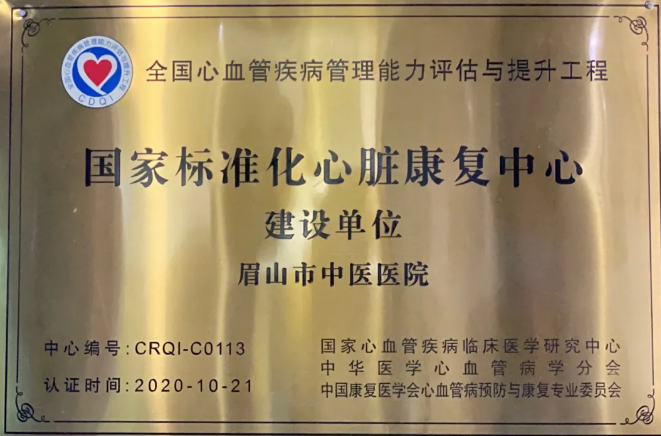 全国心血管疾病管理能力评估与提升工程
CDQI
国家标准化心脏康复中心
建设单位
眉山市中医医院
中心编号:CRQI-C0113
认证时间:2020-10-21
国家心血管疾病临床医学研究中心
中华医学心血管病学分会
中国康复医学会心血管病预防与康复专业委员会